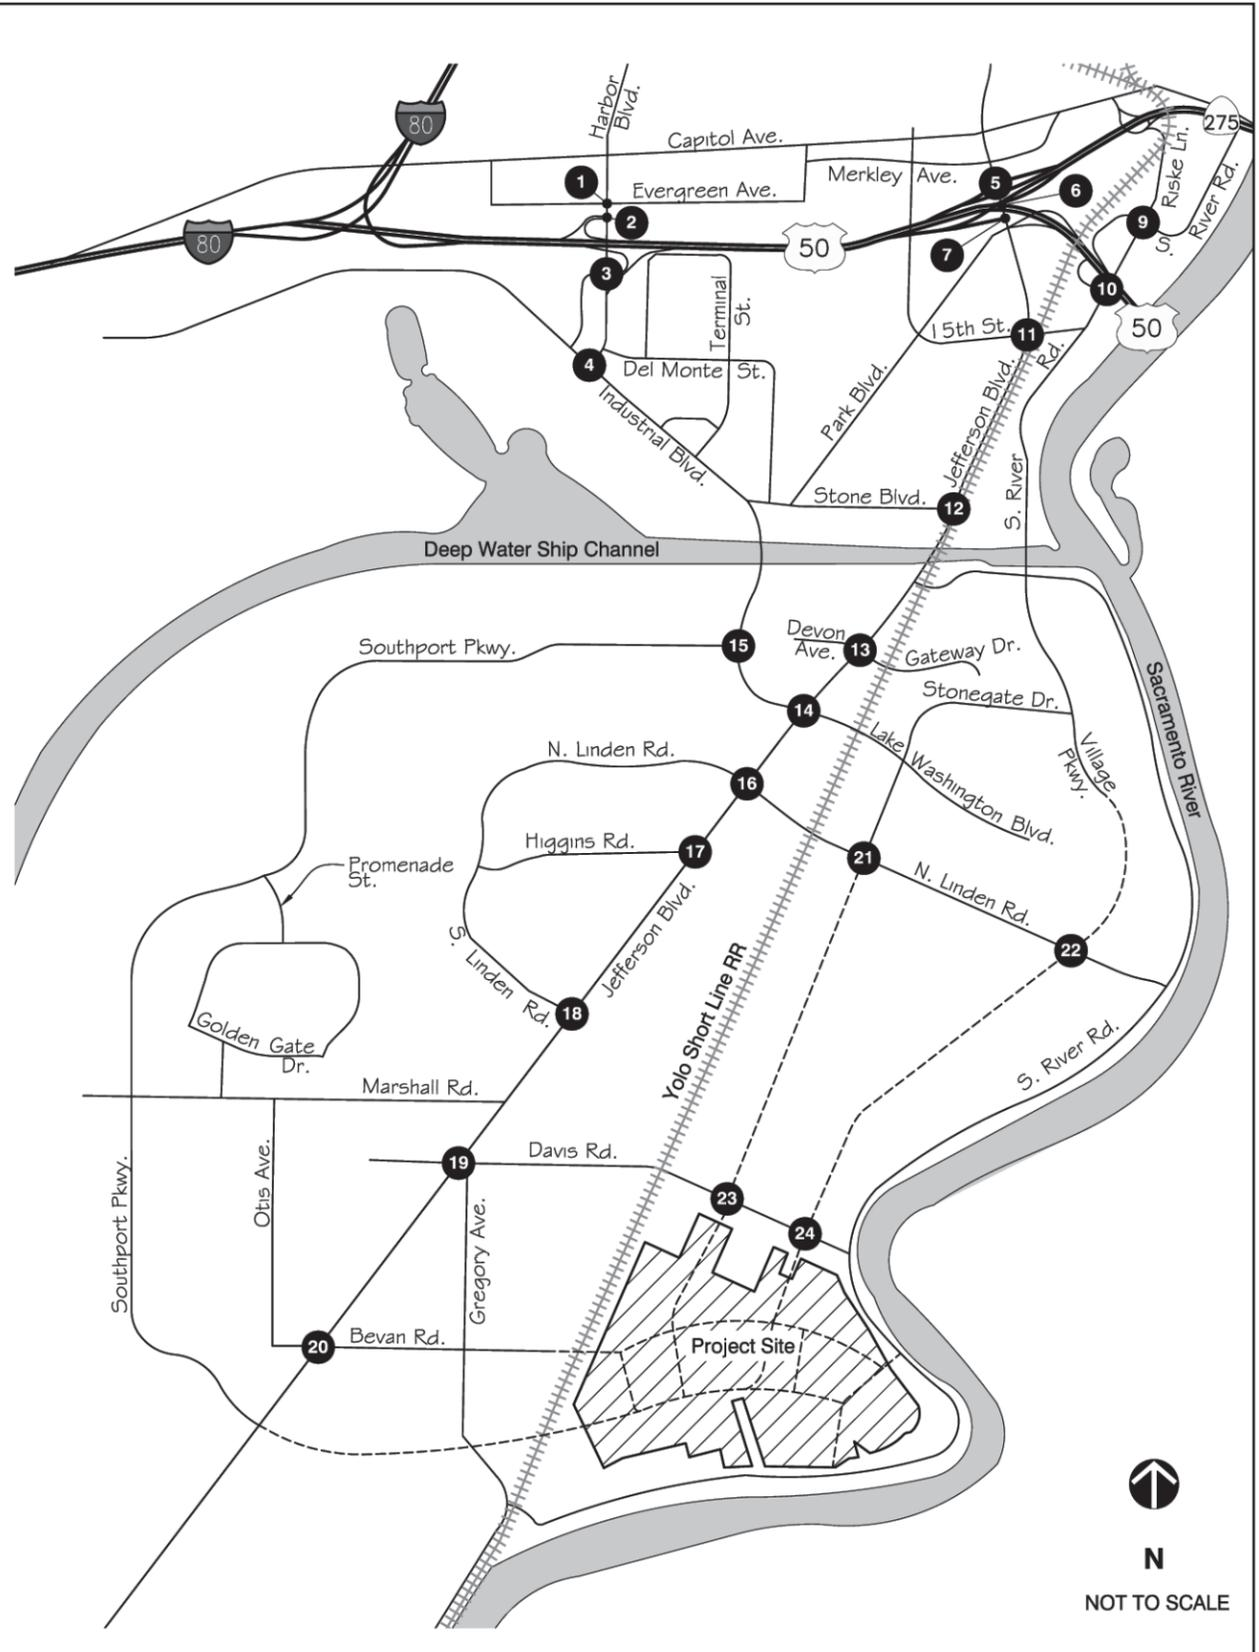 80
Harbor
Blvd.
275
Capitol Ave.
Riske Ln.
Merkley Ave.
1
Evergreen Ave.
5
6
River Rd.
2
9
S.
80
50
7
3
10
Terminal
St.
50
15th St.
11
Rd.
4
Del Monte St.
Park Blvd.
Jefferson Blvd.
Industrial Blvd.
S. River
Stone Blvd.
12
Deep Water Ship Channel
Devon
Ave.
13
Gateway Dr.
15
Southport Pkwy.
Stonegate Dr.
Sacramento River
14
Lake Washington Blvd.
Village
Pkwy.
N. Linden Rd.
16
Higgins Rd.
17
21
N. Linden Rd.
Promenade
St.
Jefferson Blvd.
22
S. Linden Rd.
Yolo Short Line RR
18
Golden Gate
Dr.
S. River Rd.
Marshall Rd.
Davis Rd.
19
Otis Ave.
Southport Pkwy.
Gregory Ave.
23
24
Bevan Rd.
20
Project Site
N
NOT TO SCALE